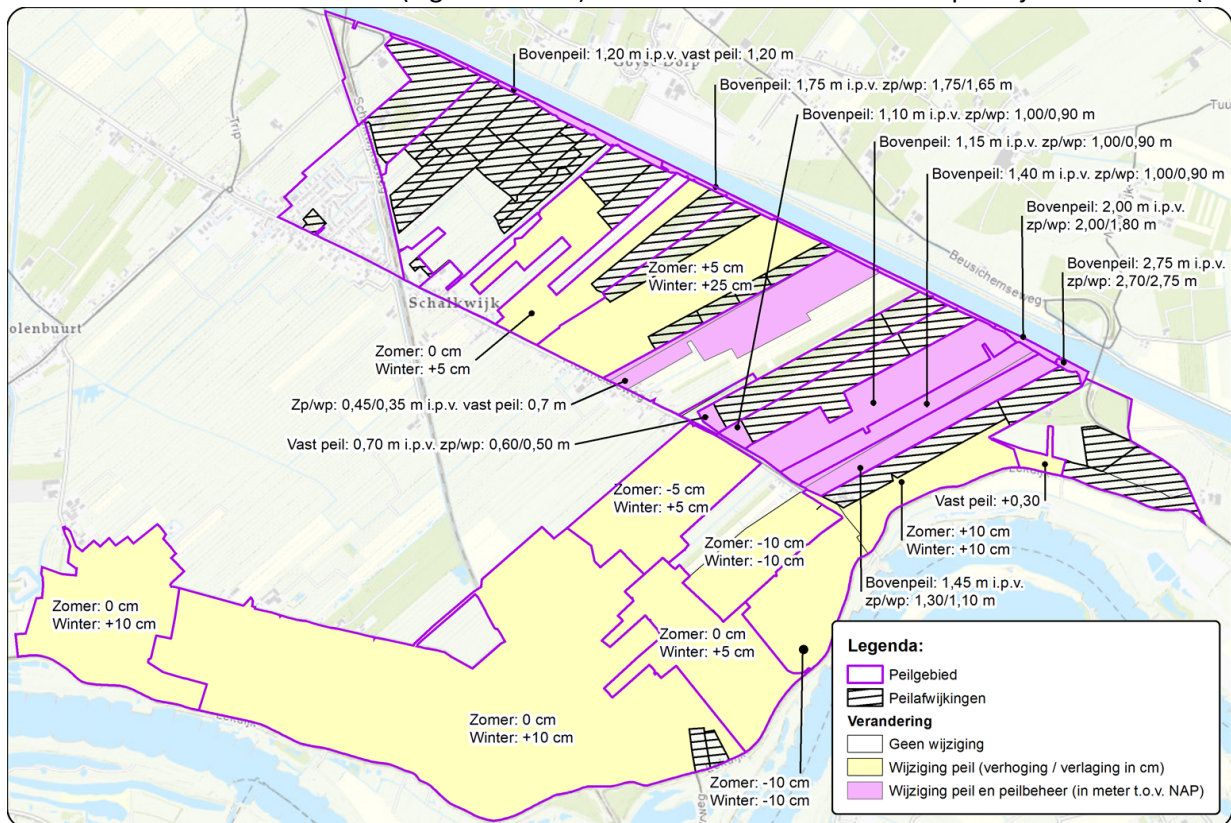 Bovenpeil: 1,20 m i.p.v. vast peil: 1,20 m
Goyse Dorp
Bovenpeil: 1,75 m i.p.v. zp/wp: 1,75/1,65 m
Bovenpeil: 1,10 m i.p.v. zp/wp: 1,00/0,90 m
Tuu
Trip
Bovenpeil: 1,15 m i.p.v. zp/wp: 1,00/0,90 m
Bovenpeil: 1,40 m i.p.v. zp/wp: 1,00/0,90 m
Bovenpeil: 2,00 m i.p.v.
zp/wp: 2,00/1,80 m
Beusichemseweg
Bovenpeil: 2,75 m i.p.v.
zp/wp: 2,70/2,75 m
Zomer: +5 cm
Winter: +25 cm
Schalkwijk
olenbuurt
Zomer: 0 cm
Winter: +5 cm
Zp/wp: 0,45/0,35 m i.p.v. vast peil: 0,7 m
Vast peil: 0,70 m i.p.v. zp/wp: 0,60/0,50 m
Zomer: -5 cm
Winter: +5 cm
Vast peil: +0,30
Zomer: +10 cm
Winter: +10 cm
Zomer: -10 cm
Winter: -10 cm
Bovenpeil: 1,45 m i.p.v.
zp/wp: 1,30/1,10 m
Zomer: 0 cm
Winter: +10 cm
Zomer: 0 cm
Winter: +5 cm
Zomer: 0 cm
Winter: +10 cm
Lekdijk
Zomer: -10 cm
Winter: -10 cm
Legenda:
Peilgebied
Peilafwijkingen
Verandering
Geen wijziging
Wijziging peil (verhoging / verlaging in cm)
Wijziging peil en peilbeheer (in meter t.o.v. NAP)